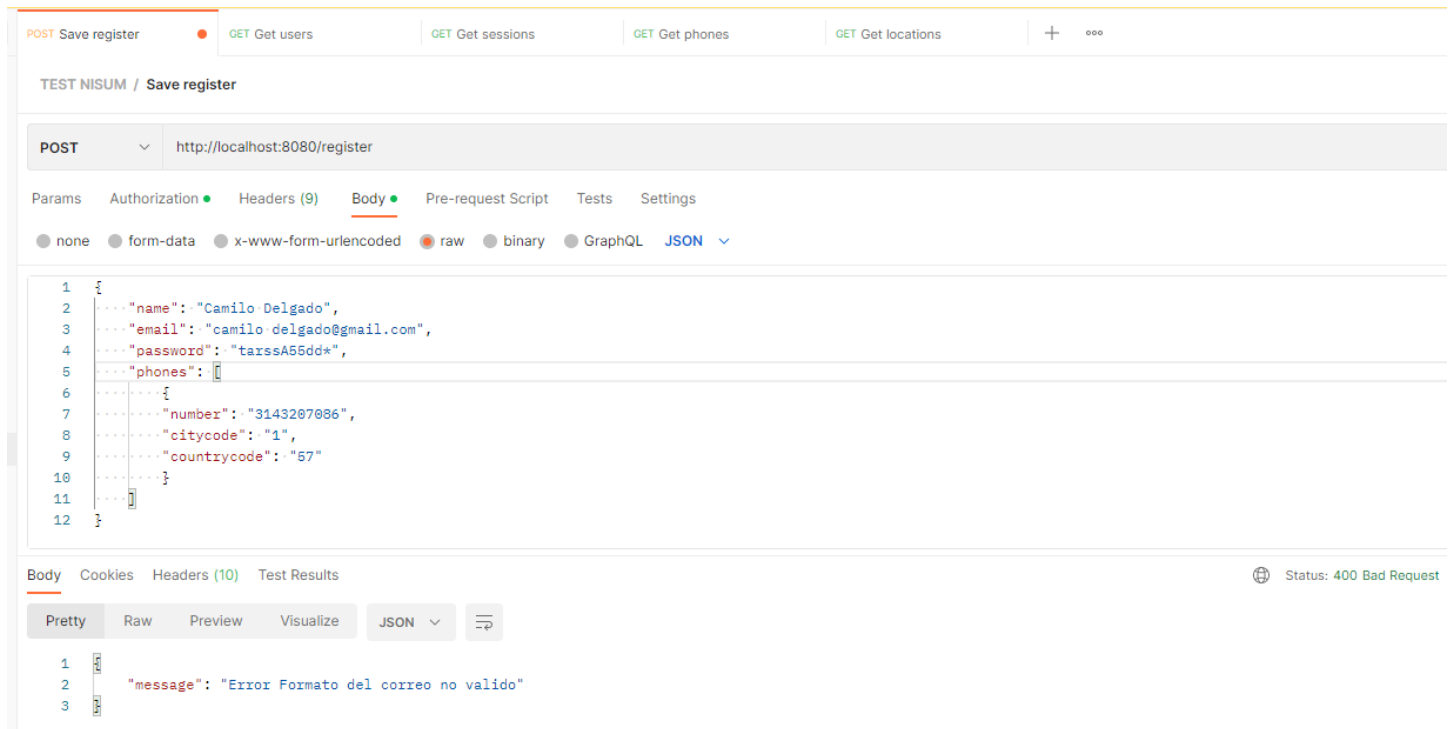 POST Save register GET Get users GET Get sessions GET Get phones GET Get locations + ooo
TEST NISUM / Save register
POST http://localhost:8080/register
Params Authorization Headers (9) Body Pre-request Script Tests Settings
none form-data x-www-form-urlencoded raw binary GraphQL JSON
1 {
2 "name": "Camilo Delgado",
3 "email": "camilo delgado@gmail.com",
4 "password": "tarssA55dd*",
5 "phones": [
6 {
7 "number": "3143207086",
8 "citycode": "1",
9 "countrycode": "57"
10 }
11 ]
12 }
Body Cookies Headers (10) Test Results Status: 400 Bad Request
Pretty Raw Preview Visualize JSON
1 {
2 "message": "Error Formato del correo no valido"
3 }